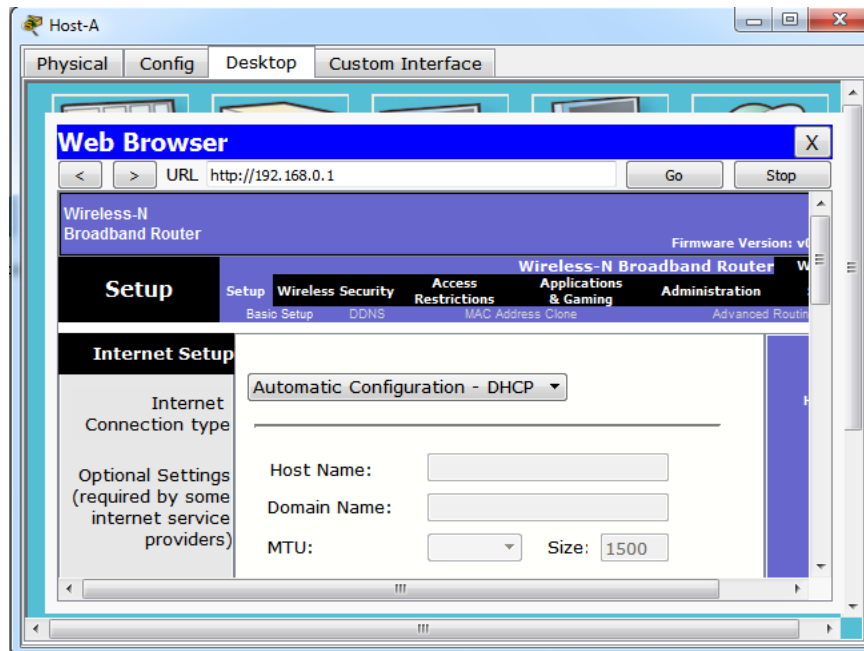 Host-A
Physical Config Desktop Custom Interface
Web Browser X
< > URL http://192.168.0.1 Go Stop
Wireless-N
Broadband Router
Firmware Version:
Wireless-N Broadband Router
Setup
Setup Wireless Security Access Restrictions Applications & Gaming Administration
Basic Setup DDNS MAC Address Clone Advanced
Internet Setup
Automatic Configuration - DHCP
Internet
Connection type
Optional Settings
(required by some
internet service
providers)
Host Name:
Domain Name:
MTU: Size: 1500